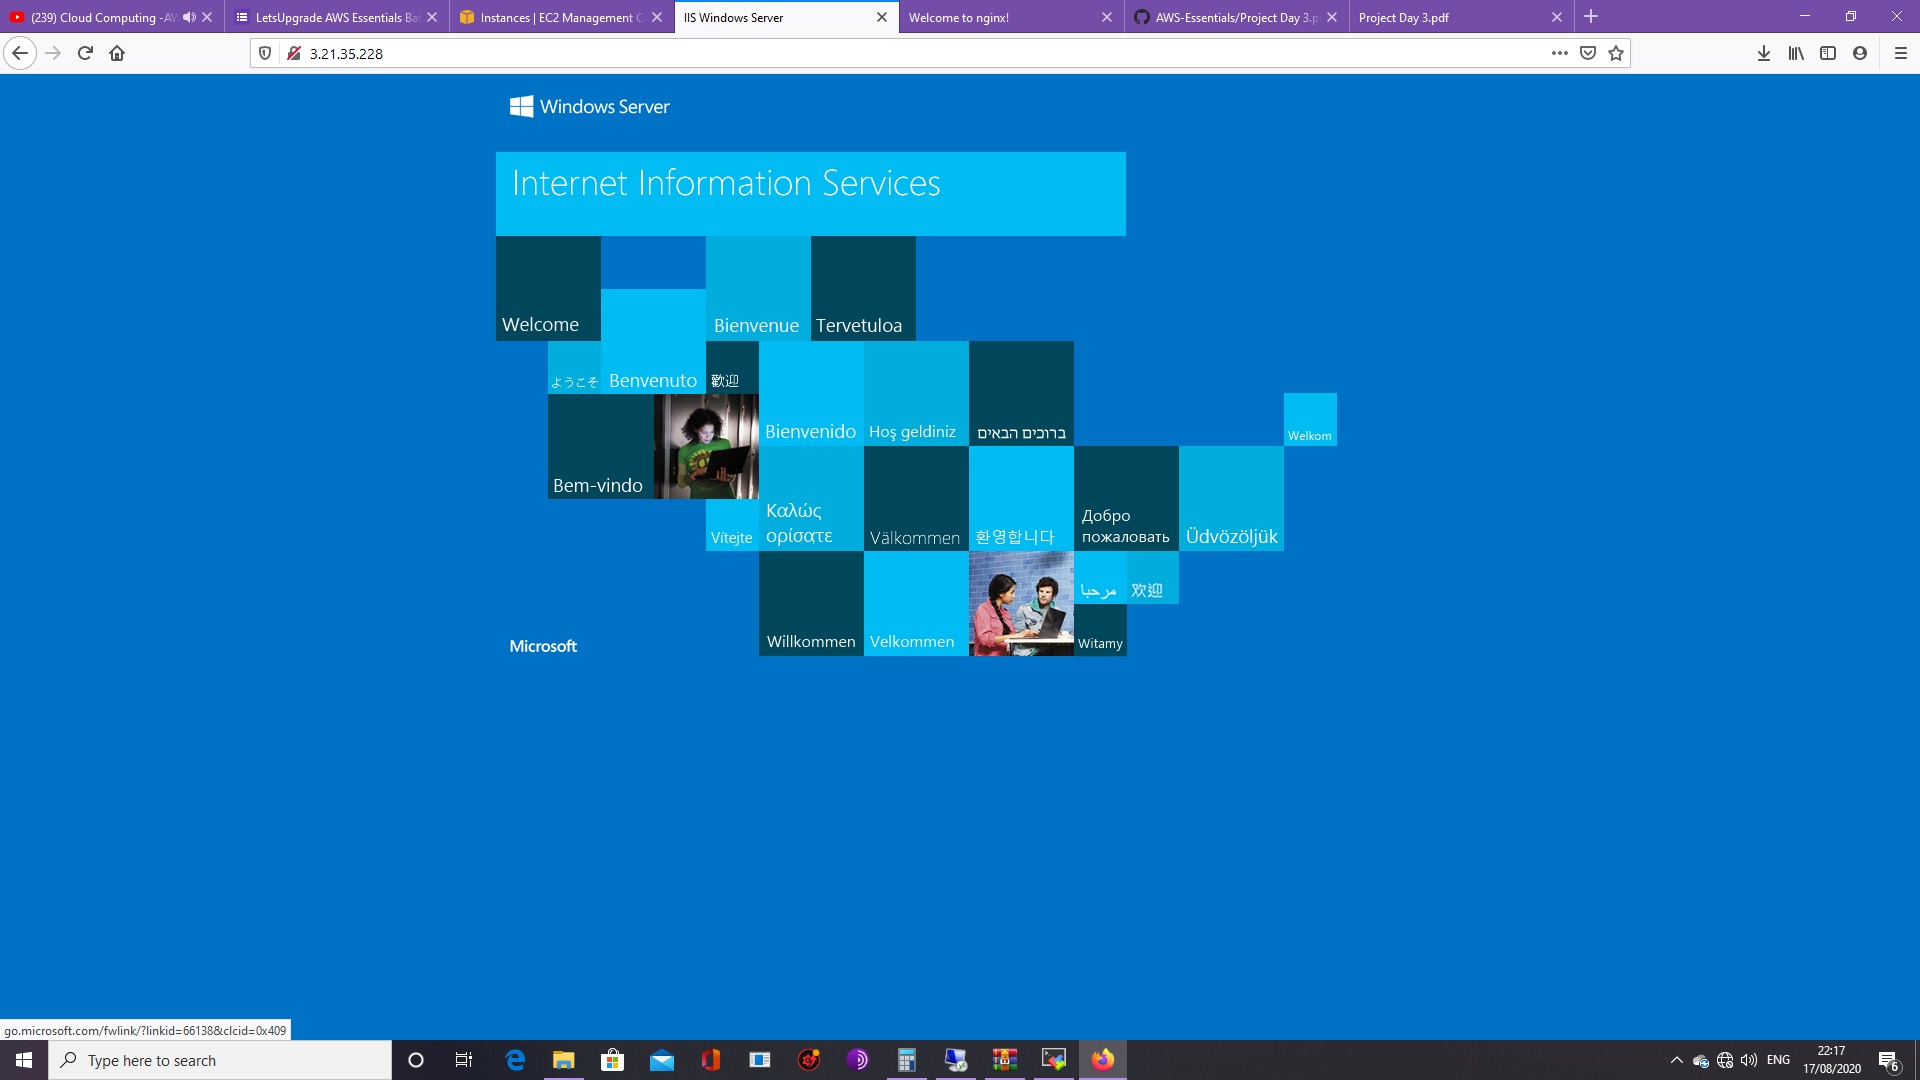 (239) Cloud Computing -AW
LetsUpgrade AWS Essentials Bat
Instances | EC2 Management C
IIS Windows Server
Welcome to nginx!
AWS-Essentials/Project Day 3.p
Project Day 3.pdf
3.21.35.228
Windows Server
Internet Information Services
Welcome
Bienvenue
Tervetuloa
ようこそ
Benvenuto
歡迎
Bienvenido
Hoş geldiniz
ברוכים הבאים
Welkom
Bem-vindo
Vítejte
Καλώς
ορίσατε
Välkommen
환영합니다
Добро
пожаловать
Üdvözöljük
Microsoft
Willkommen
Velkommen
مرحبا
欢迎
Witamy
go.microsoft.com/fwlink/?linkid=66138&clcid=0x409
Type here to search
ENG
22:17
17/08/2020
6